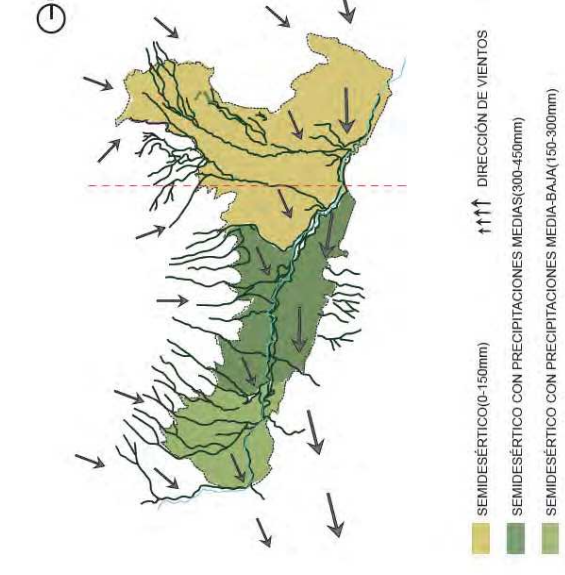 DIRECCIÓN DE VIENTOS
SEMIDESÉRTICO(0-150mm)
SEMIDESÉRTICO CON PRECIPITACIONES MEDIAS(300-450mm)
SEMIDESÉRTICO CON PRECIPITACIONES MEDIA-BAJA(150-300mm)